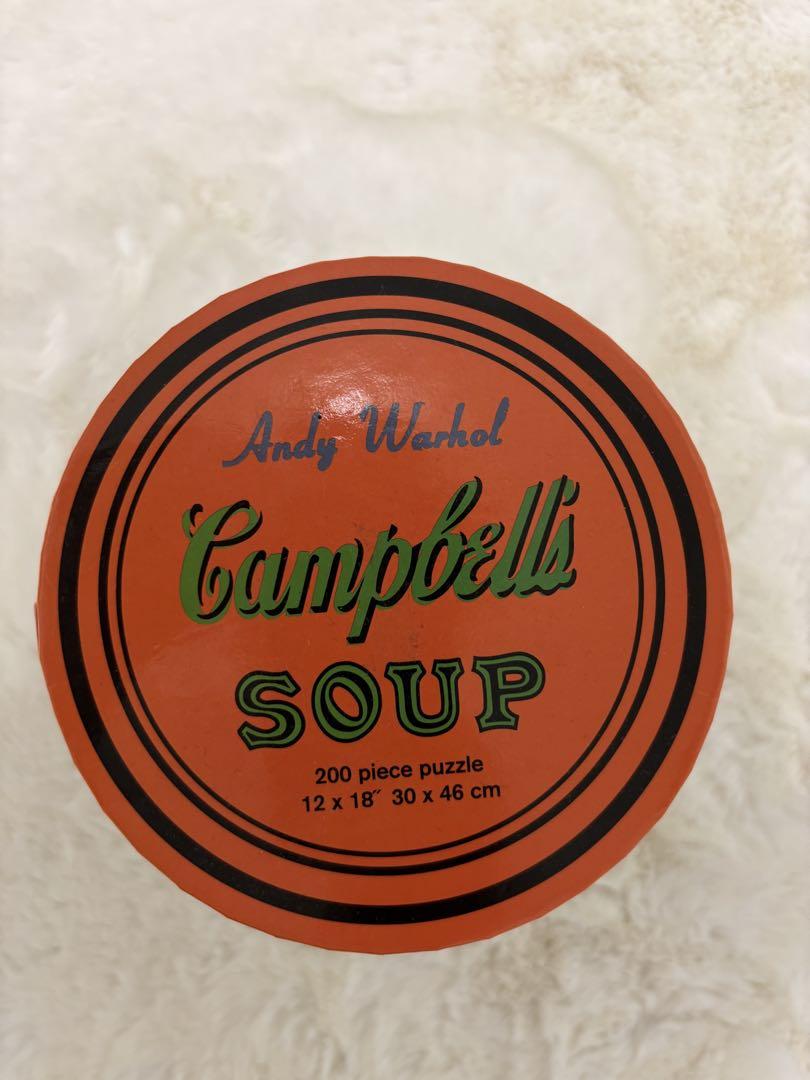 Andy Warhol
Campbell's
SOUP
200 piece puzzle
12 x 18″ 30 x 46 cm